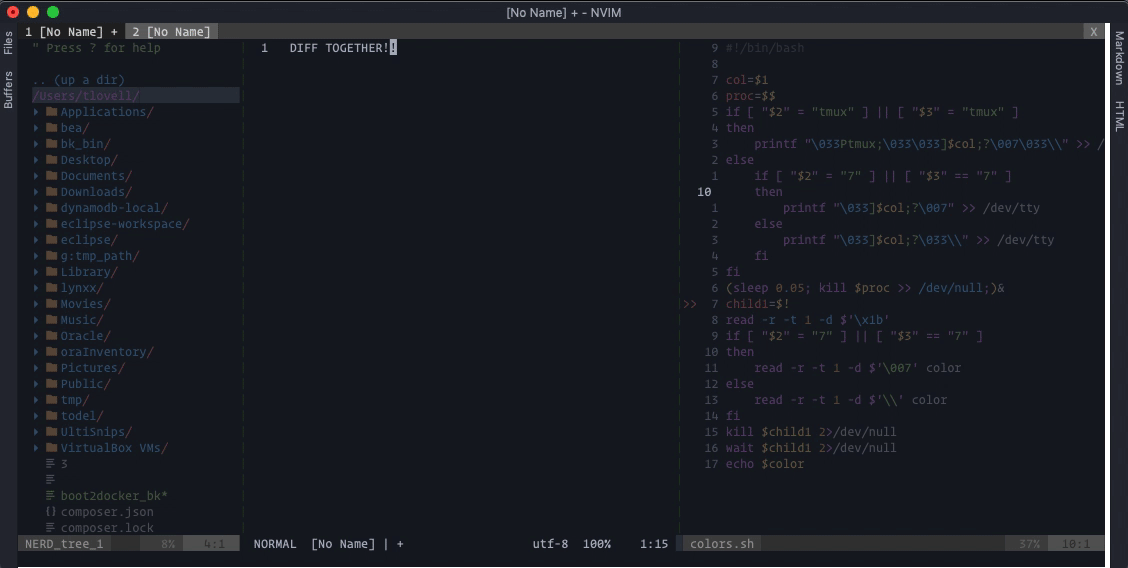 [No Name] + - NVIM
1 [No Name] + 2 [No Name] X
Files
Buffers
" Press ? for help
.. (up a dir)
/Users/tlovell/
Applications/
bea/
bk_bin/
Desktop/
Documents/
Downloads/
dynamodb-local/
eclipse-workspace/
eclipse/
g:tmp_path/
Library/
lynxx/
Movies/
Music/
Oracle/
oraInventory/
Pictures/
Public/
tmp/
todel/
UltiSnips/
VirtualBox VMs/
3
boot2docker_bk*
composer.json
composer.lock
NERD_tree_1 8% 4:1
1 DIFF TOGETHER!!
NORMAL [No Name] | + utf-8 100% 1:15
9 #!/bin/bash
8
7 col=$1
6 proc=$$
5 if [ "$2" = "tmux" ] || [ "$3" = "tmux" ]
4 then
3 printf "\033Ptmux;\033\033]$col;?\007\033\\" >> /
2 else
1 if [ "$2" = "7" ] || [ "$3" == "7" ]
10 then
1 printf "\033]$col;?\007" >> /dev/tty
2 else
3 printf "\033]$col;?\033\\" >> /dev/tty
4 fi
5 fi
6 (sleep 0.05; kill $proc >> /dev/null;)&
>> 7 child1=$!
8 read -r -t 1 -d $'\x1b'
9 if [ "$2" = "7" ] || [ "$3" == "7" ]
10 then
11 read -r -t 1 -d $'\007' color
12 else
13 read -r -t 1 -d $'\\' color
14 fi
15 kill $child1 2>/dev/null
16 wait $child1 2>/dev/null
17 echo $color
colors.sh 37% 10:1
Markdown
HTML